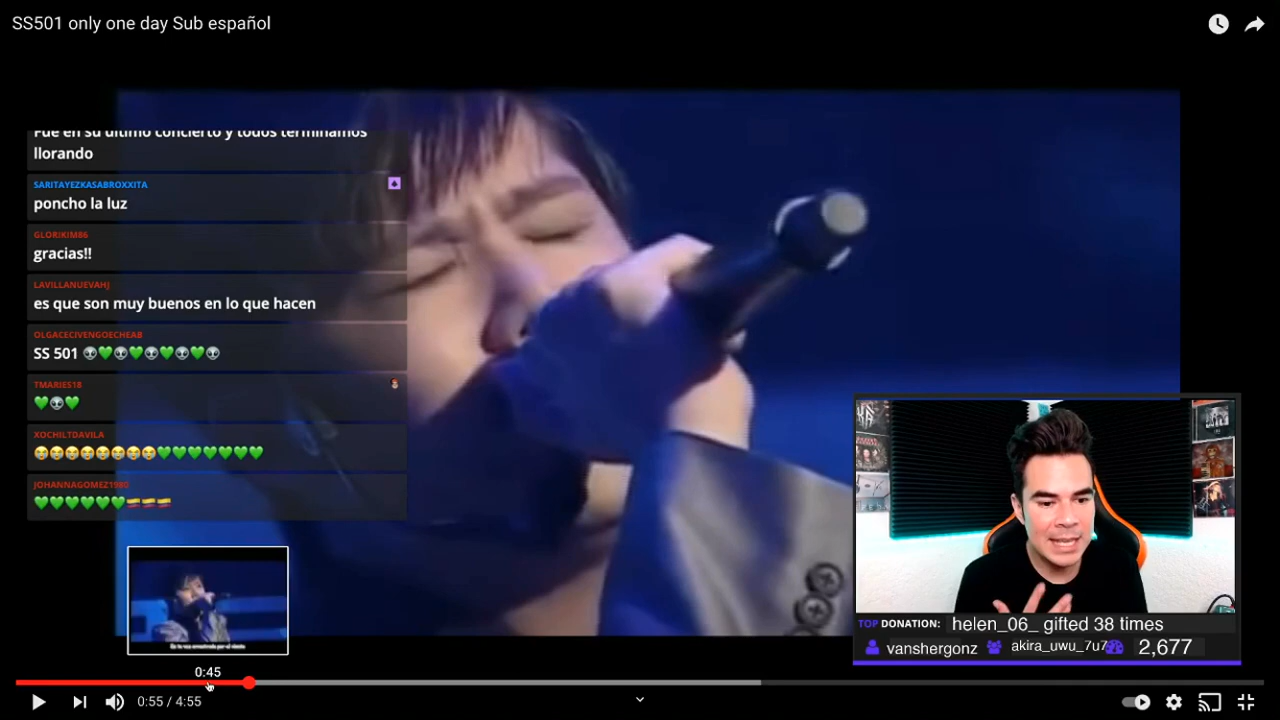 SS501 only one day Sub español
Fue en su ultimo concierto y todos terminamos
llorando
SARITAYEZKASABROXXITA
poncho la luz
GLORIKIM86
gracias!!
LAVILLANUEVAHJ
es que son muy buenos en lo que hacen
OLGACECIVENGOECHEAB
SS 501 👽💚👽💚👽💚👽💚👽
TMARIES18
💚👽💚
XOCHILTDAVILA
😭😭😭😭😭😭😭😭💚💚💚💚💚💚💚
JOHANNAGOMEZ1980
💚💚💚💚💚💚🇨🇴🇨🇴🇨🇴
0:45
0:55 / 4:55
TOP DONATION: helen_06_ gifted 38 times
vanshergonz akira_uwu_7u7 2,677